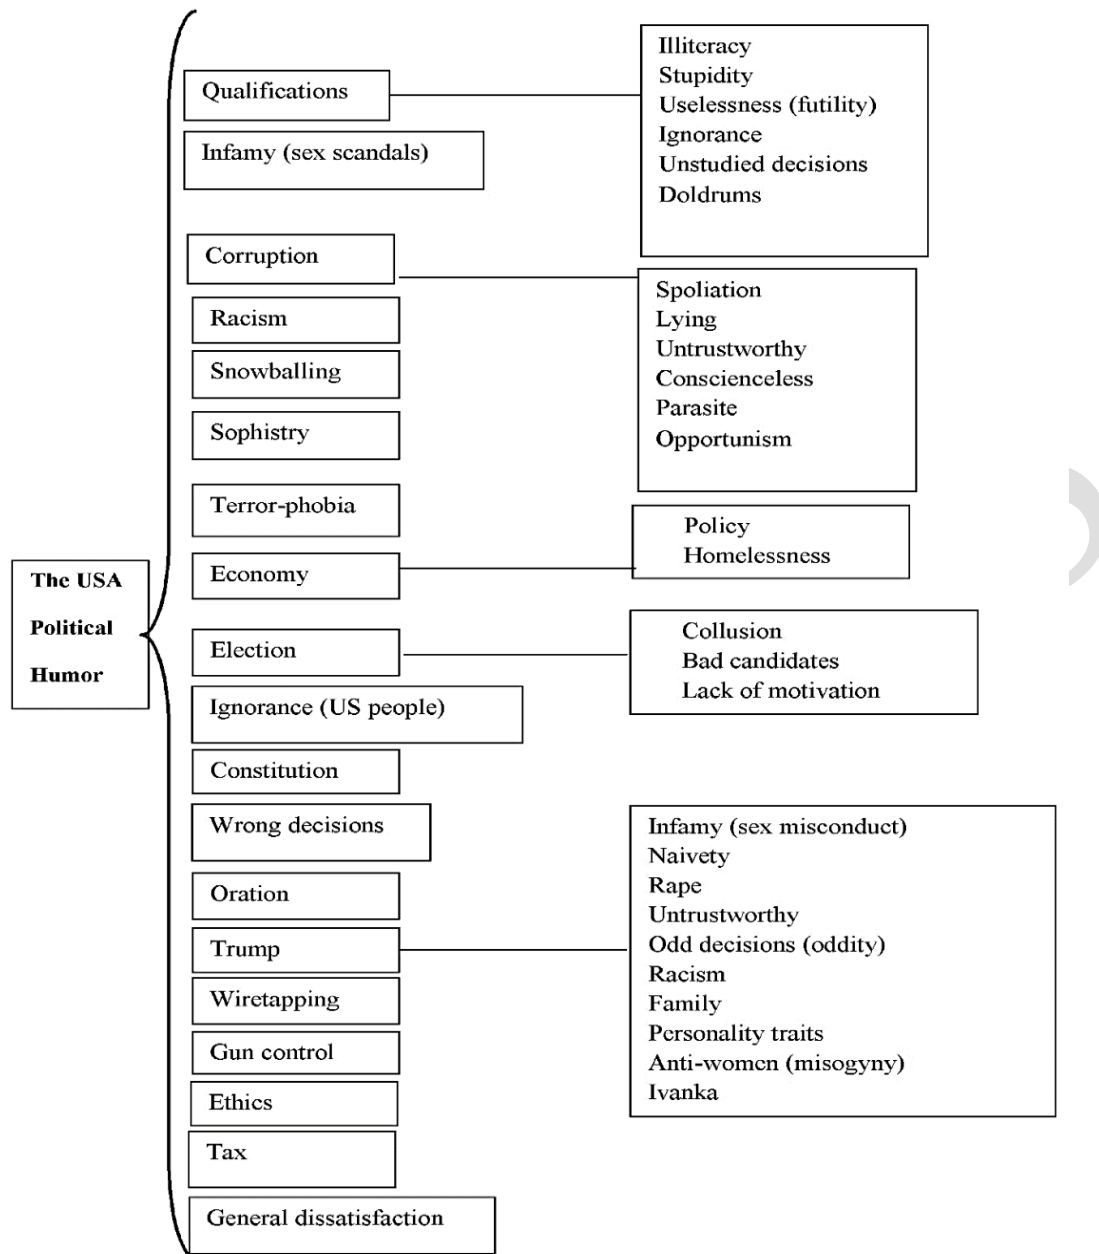 The USA
Political
Humor
Qualifications
Illiteracy
Stupidity
Uselessness (futility)
Ignorance
Unstudied decisions
Doldrums
Infamy (sex scandals)
Corruption
Spoliation
Lying
Untrustworthy
Conscienceless
Parasite
Opportunism
Racism
Snowballing
Sophistry
Terror-phobia
Economy
Policy
Homelessness
Election
Collusion
Bad candidates
Lack of motivation
Ignorance (US people)
Constitution
Wrong decisions
Oration
Trump
Infamy (sex misconduct)
Naivety
Rape
Untrustworthy
Odd decisions (oddity)
Racism
Family
Personality traits
Anti-women (misogyny)
Ivanka
Wiretapping
Gun control
Ethics
Tax
General dissatisfaction